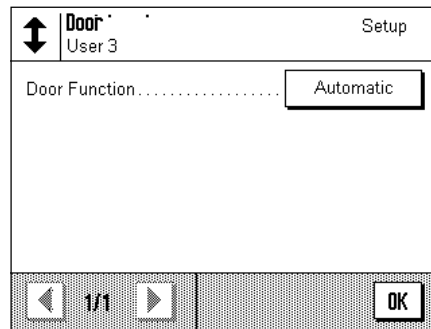 Door
User 3
Setup
Door Function.................. Automatic
1/1
OK